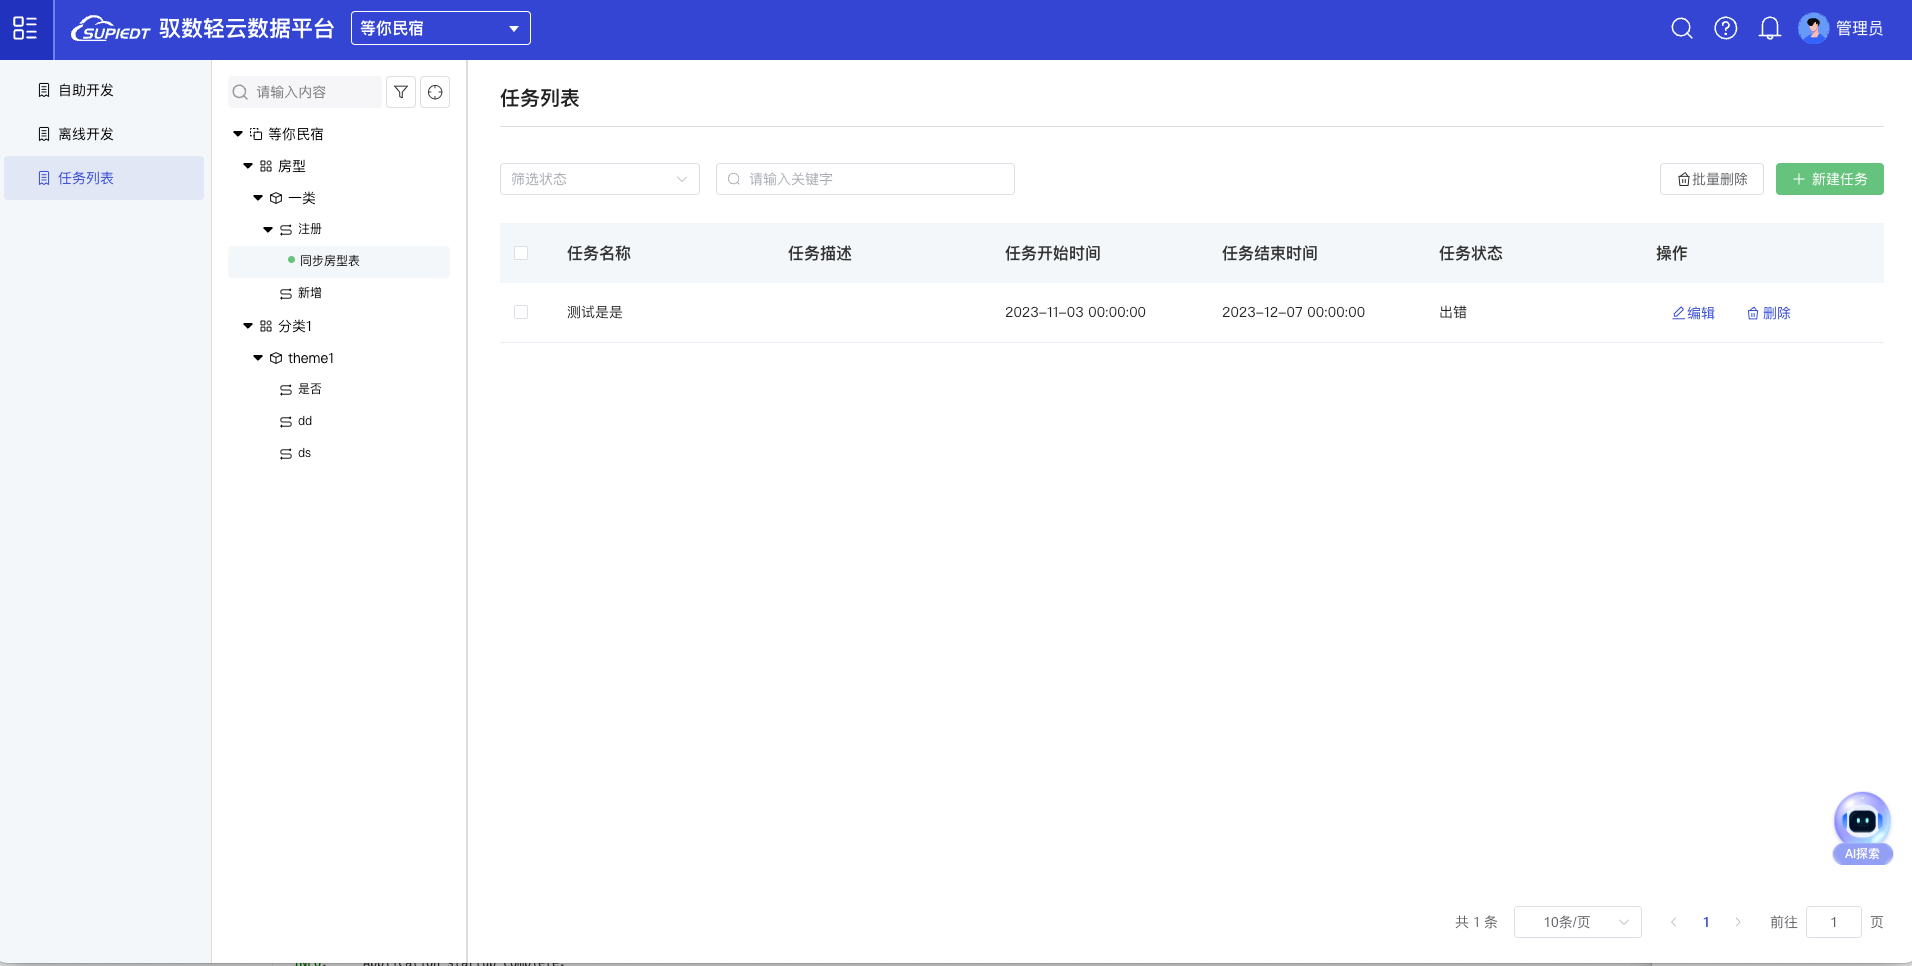 SUPIEDT 驭数轻云数据平台 等你民宿 管理员
自助开发
离线开发
任务列表
请输入内容
等你民宿
房型
一类
注册
同步房型表
新增
分类1
theme1
是否
dd
ds
任务列表
筛选状态 请输入关键字 批量删除 新建任务
任务名称 任务描述 任务开始时间 任务结束时间 任务状态 操作
测试是是 2023-11-03 00:00:00 2023-12-07 00:00:00 出错 编辑 删除
AI探索
共 1 条 10条/页 1 前往 1 页